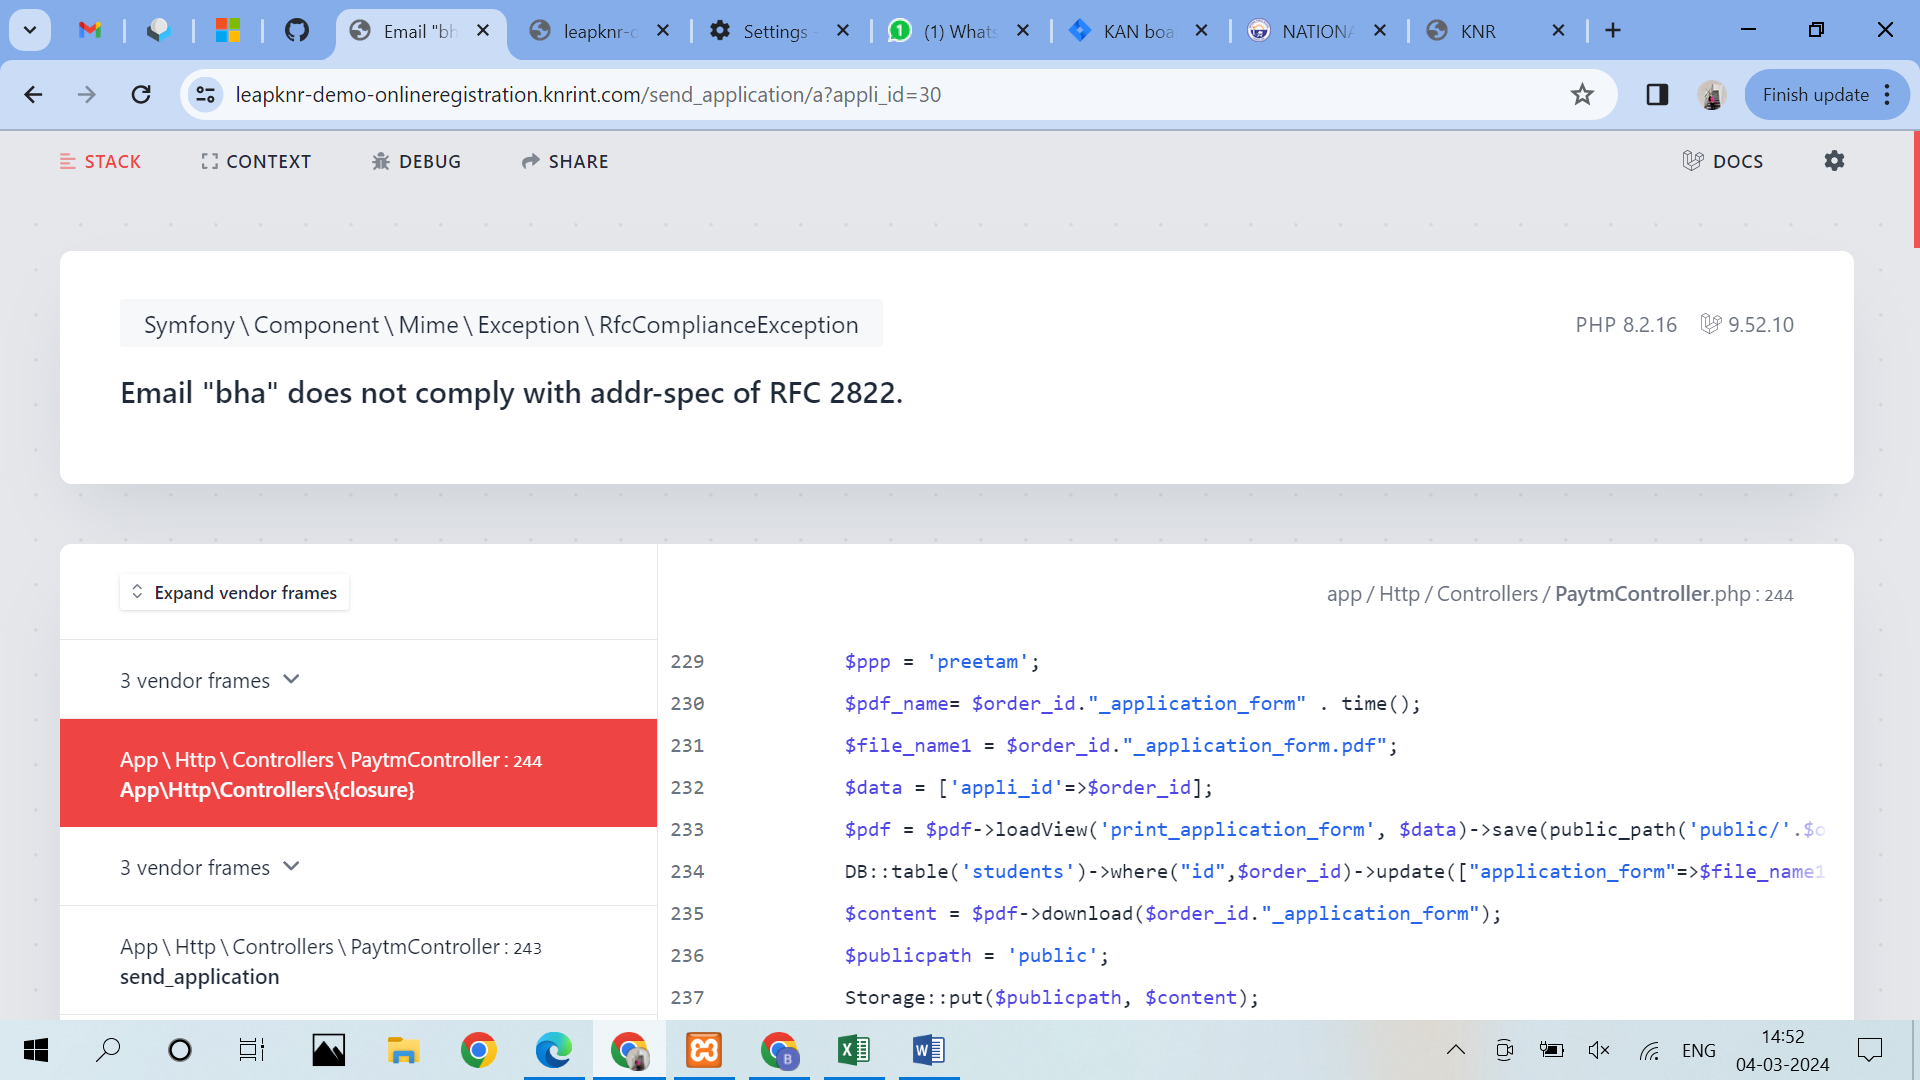 Email "bh
leapknr-d
Settings -
(1) Whats
KAN boa
NATIONA
KNR
leapknr-demo-onlineregistration.knrint.com/send_application/a?appli_id=30
Finish update
STACK
CONTEXT
DEBUG
SHARE
DOCS
Symfony \ Component \ Mime \ Exception \ RfcComplianceException
PHP 8.2.16
9.52.10
Email "bha" does not comply with addr-spec of RFC 2822.
Expand vendor frames
3 vendor frames
App \ Http \ Controllers \ PaytmController : 244
App\Http\Controllers\{closure}
3 vendor frames
App \ Http \ Controllers \ PaytmController : 243
send_application
app / Http / Controllers / PaytmController.php : 244
229 $ppp = 'preetam';
230 $pdf_name= $order_id."_application_form" . time();
231 $file_name1 = $order_id."_application_form.pdf";
232 $data = ['appli_id'=>$order_id];
233 $pdf = $pdf->loadView('print_application_form', $data)->save(public_path('public/'.$o
234 DB::table('students')->where("id",$order_id)->update(["application_form"=>$file_name1
235 $content = $pdf->download($order_id."_application_form");
236 $publicpath = 'public';
237 Storage::put($publicpath, $content);
B
ENG
14:52
04-03-2024